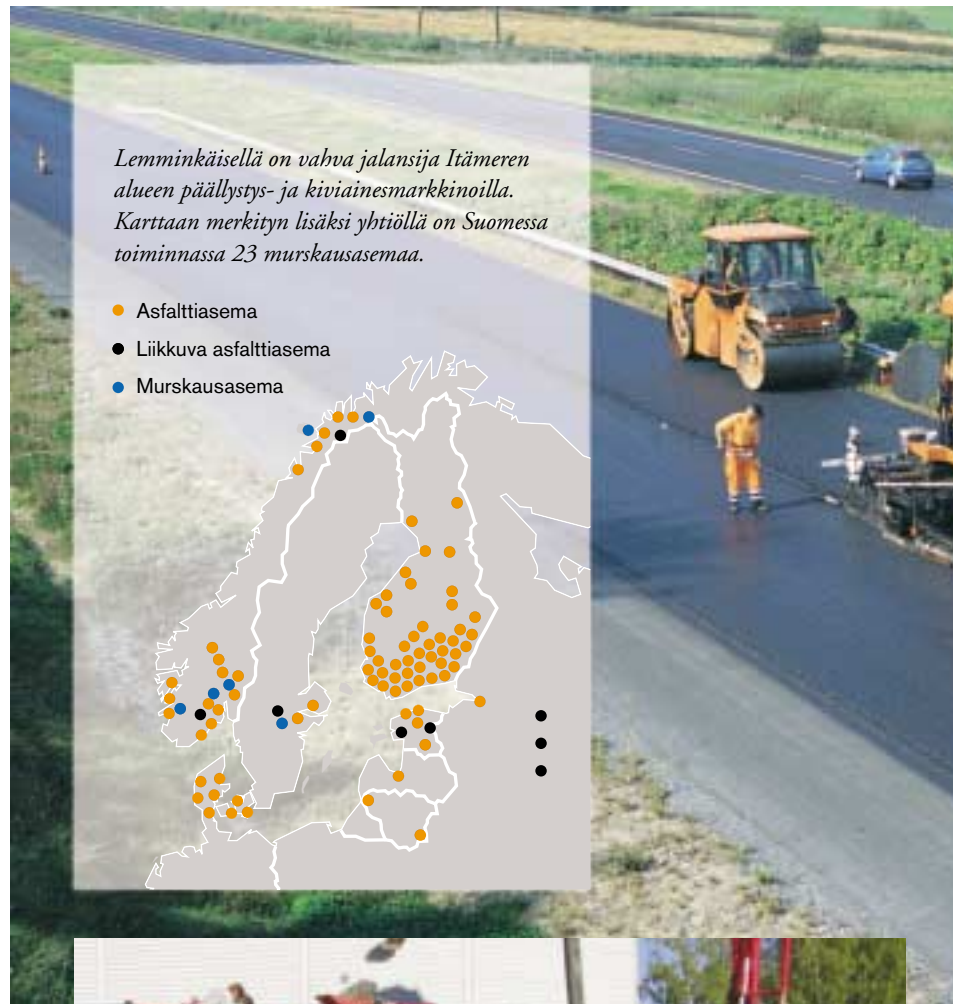 Lemminkäisellä on vahva jalansija Itämeren
alueen päällystys- ja kiviainesmarkkinoilla.
Karttaan merkityn lisäksi yhtiöllä on Suomessa
toiminnassa 23 murskausasemaa.
Asfalttiasema
Liikkuva asfalttiasema
Murskausasema